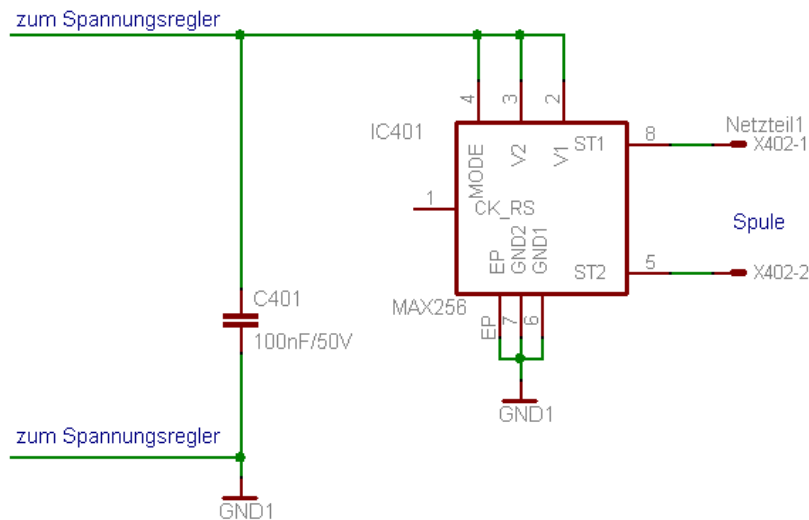 zum Spannungsregler
4
3
2
IC401
MODE
V2
V1
ST1
8
Netzteil1
X402-1
1
CK_RS
Spule
EP
GND2
GND1
ST2
5
X402-2
C401
100nF/50V
MAX256
EP
7
6
GND1
zum Spannungsregler
GND1